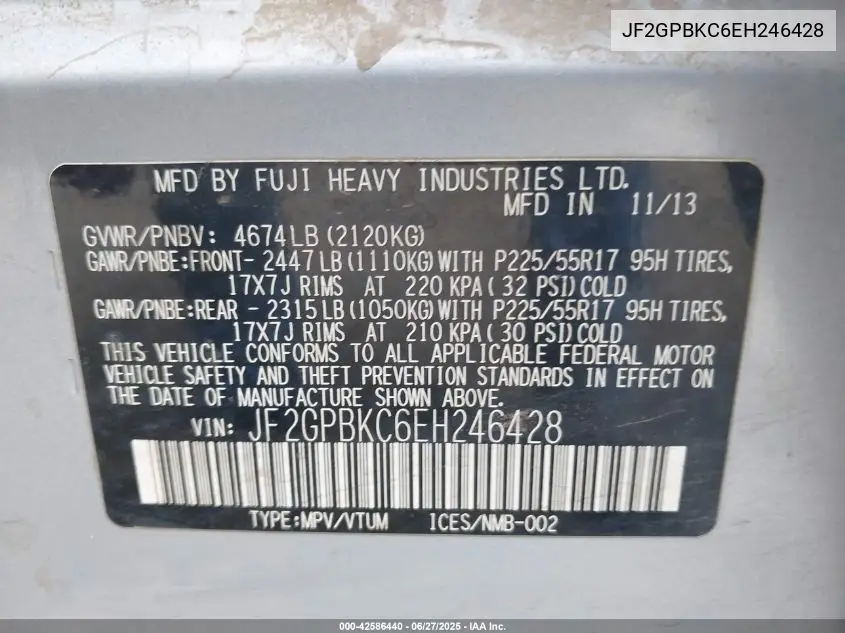 JF2GPBKC6EH246428
MFD BY FUJI HEAVY INDUSTRIES LTD.
MFD IN 11/13
GVWR/PNBV: 4674LB (2120KG)
GAWR/PNBE:FRONT- 2447LB(1110KG)WITH P225/55R17 95H TIRES,
17X7J RIMS AT 220 KPA( 32 PSI)COLD
GAWR/PNBE:REAR - 2315LB(1050KG)WITH P225/55R17 95H TIRES,
17X7J RIMS AT 210 KPA( 30 PSI)COLD
THIS VEHICLE CONFORMS TO ALL APPLICABLE FEDERAL MOTOR
VEHICLE SAFETY AND THEFT PREVENTION STANDARDS IN EFFECT ON
THE DATE OF MANUFACTURE SHOWN ABOVE.
VIN: JF2GPBKC6EH246428
TYPE:MPV/VTUM ICES/NMB-002
000-42586440 - 06/27/2025 - IAA Inc.